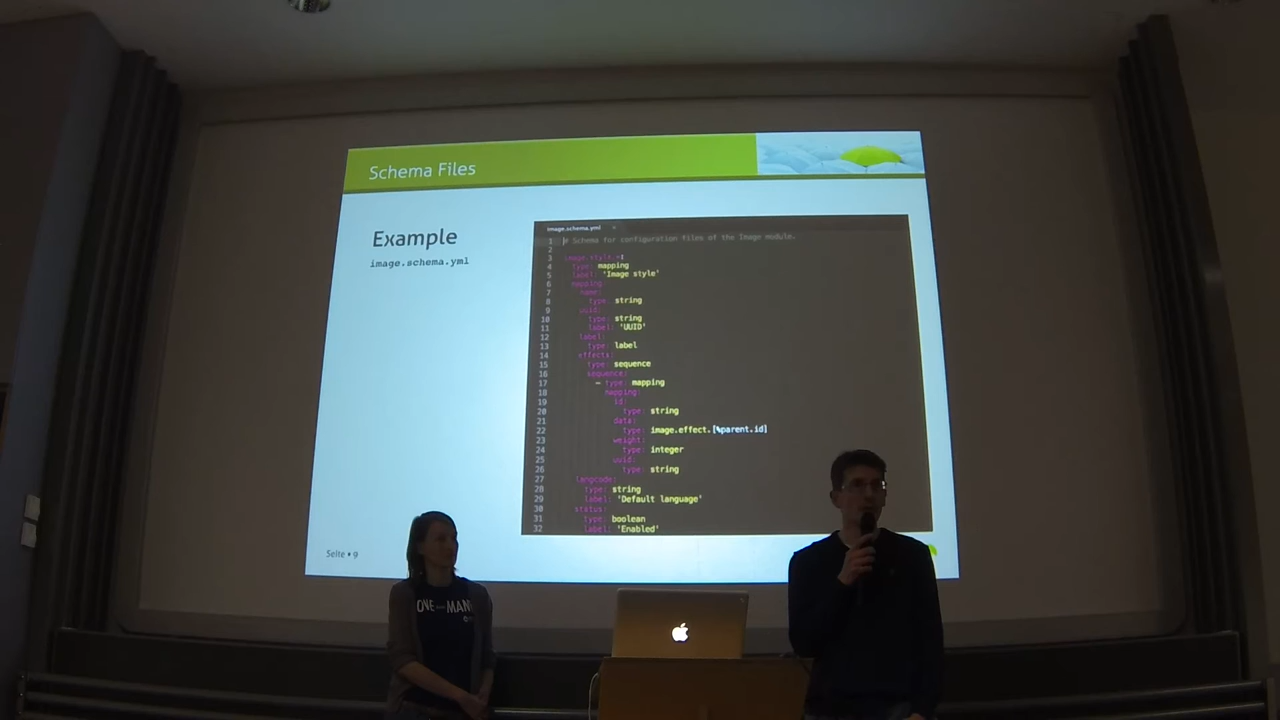 Schema Files
Example
image.schema.yml
image.schema.yml ×
1 # Schema for configuration files of the Image module.
2
3 image.style.*:
4 type: mapping
5 label: 'Image style'
6 mapping:
7 name:
8 type: string
9 uuid:
10 type: string
11 label: 'UUID'
12 label:
13 type: label
14 effects:
15 type: sequence
16 sequence:
17 - type: mapping
18 mapping:
19 id:
20 type: string
21 data:
22 type: image.effect.[%parent.id]
23 weight:
24 type: integer
25 uuid:
26 type: string
27 langcode:
28 type: string
29 label: 'Default language'
30 status:
31 type: boolean
32 label: 'Enabled'
Seite • 9